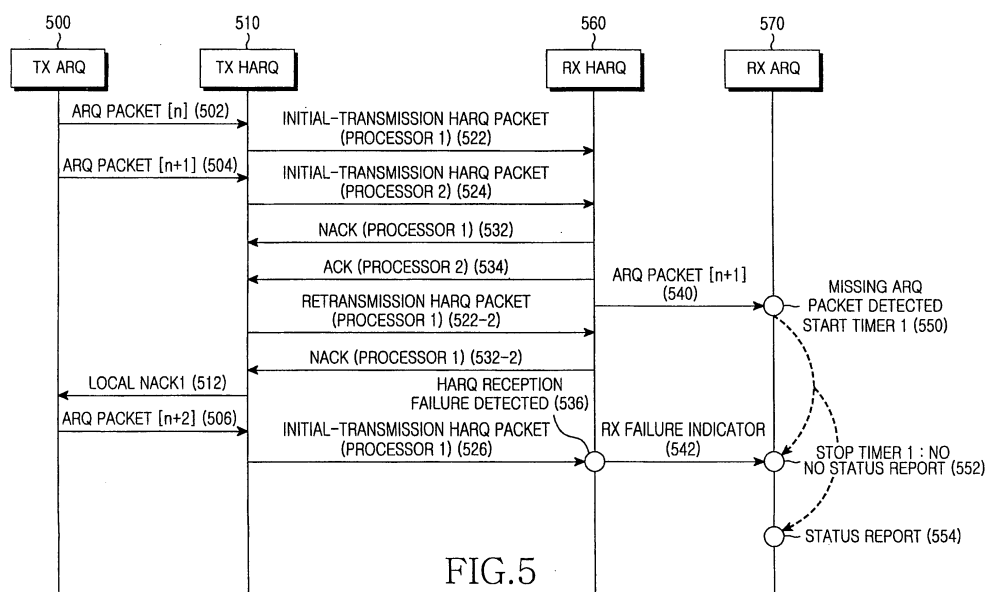 500
510
560
570
TX ARQ
TX HARQ
RX HARQ
RX ARQ
ARQ PACKET [n] (502)
INITIAL-TRANSMISSION HARQ PACKET
(PROCESSOR 1) (522)
ARQ PACKET [n+1] (504)
INITIAL-TRANSMISSION HARQ PACKET
(PROCESSOR 2) (524)
NACK (PROCESSOR 1) (532)
ACK (PROCESSOR 2) (534)
ARQ PACKET [n+1]
(540)
MISSING ARQ
PACKET DETECTED
START TIMER 1 (550)
RETRANSMISSION HARQ PACKET
(PROCESSOR 1) (522-2)
NACK (PROCESSOR 1) (532-2)
LOCAL NACK1 (512)
HARQ RECEPTION
FAILURE DETECTED (536)
ARQ PACKET [n+2] (506)
INITIAL-TRANSMISSION HARQ PACKET
(PROCESSOR 1) (526)
RX FAILURE INDICATOR
(542)
STOP TIMER 1 : NO
NO STATUS REPORT (552)
STATUS REPORT (554)
FIG.5